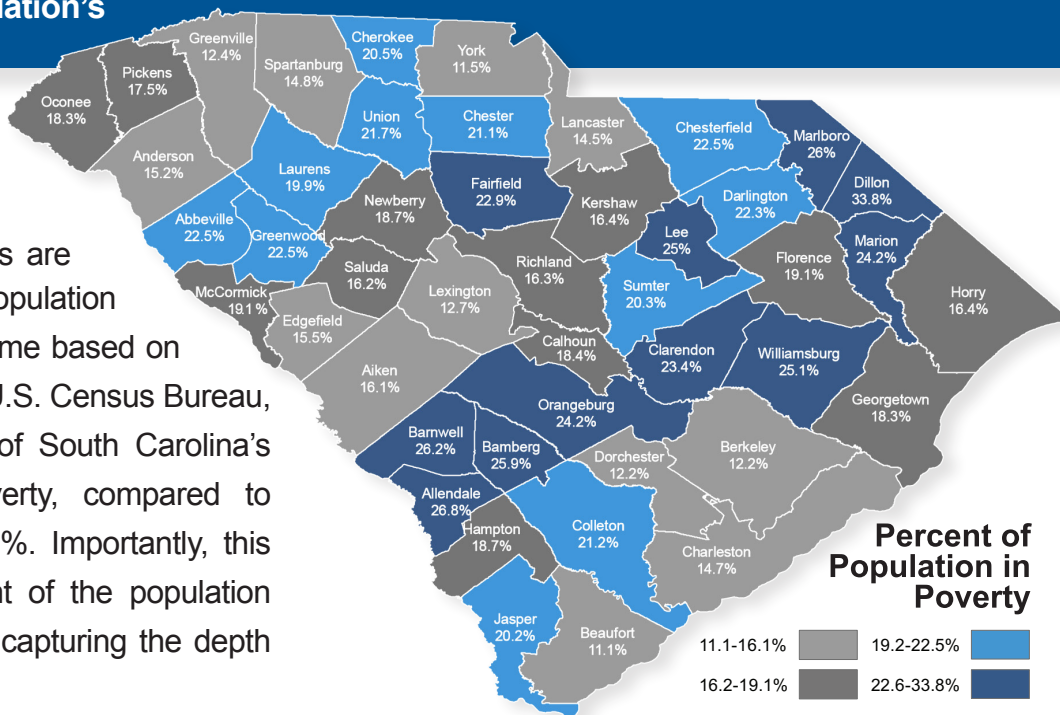 lation's
s are
opulation
me based on
U.S. Census Bureau,
of South Carolina's
verty, compared to
%. Importantly, this
nt of the population
capturing the depth
Greenville
12.4%
Cherokee
20.5%
York
11.5%
Spartanburg
14.8%
Pickens
17.5%
Oconee
18.3%
Union
21.7%
Chester
21.1%
Lancaster
14.5%
Chesterfield
22.5%
Marlboro
26%
Anderson
15.2%
Laurens
19.9%
Dillon
33.8%
Fairfield
22.9%
Newberry
18.7%
Kershaw
16.4%
Darlington
22.3%
Abbeville
22.5%
Greenwood
22.5%
Lee
25%
Marion
24.2%
Florence
19.1%
Saluda
16.2%
Richland
16.3%
Sumter
20.3%
McCormick
19.1%
Lexington
12.7%
Horry
16.4%
Edgefield
15.5%
Calhoun
18.4%
Clarendon
23.4%
Williamsburg
25.1%
Aiken
16.1%
Georgetown
18.3%
Orangeburg
24.2%
Barnwell
26.2%
Bamberg
25.9%
Berkeley
12.2%
Dorchester
12.2%
Allendale
26.8%
Hampton
18.7%
Colleton
21.2%
Charleston
14.7%
Jasper
20.2%
Beaufort
11.1%
Percent of
Population in
Poverty
11.1-16.1%
19.2-22.5%
16.2-19.1%
22.6-33.8%